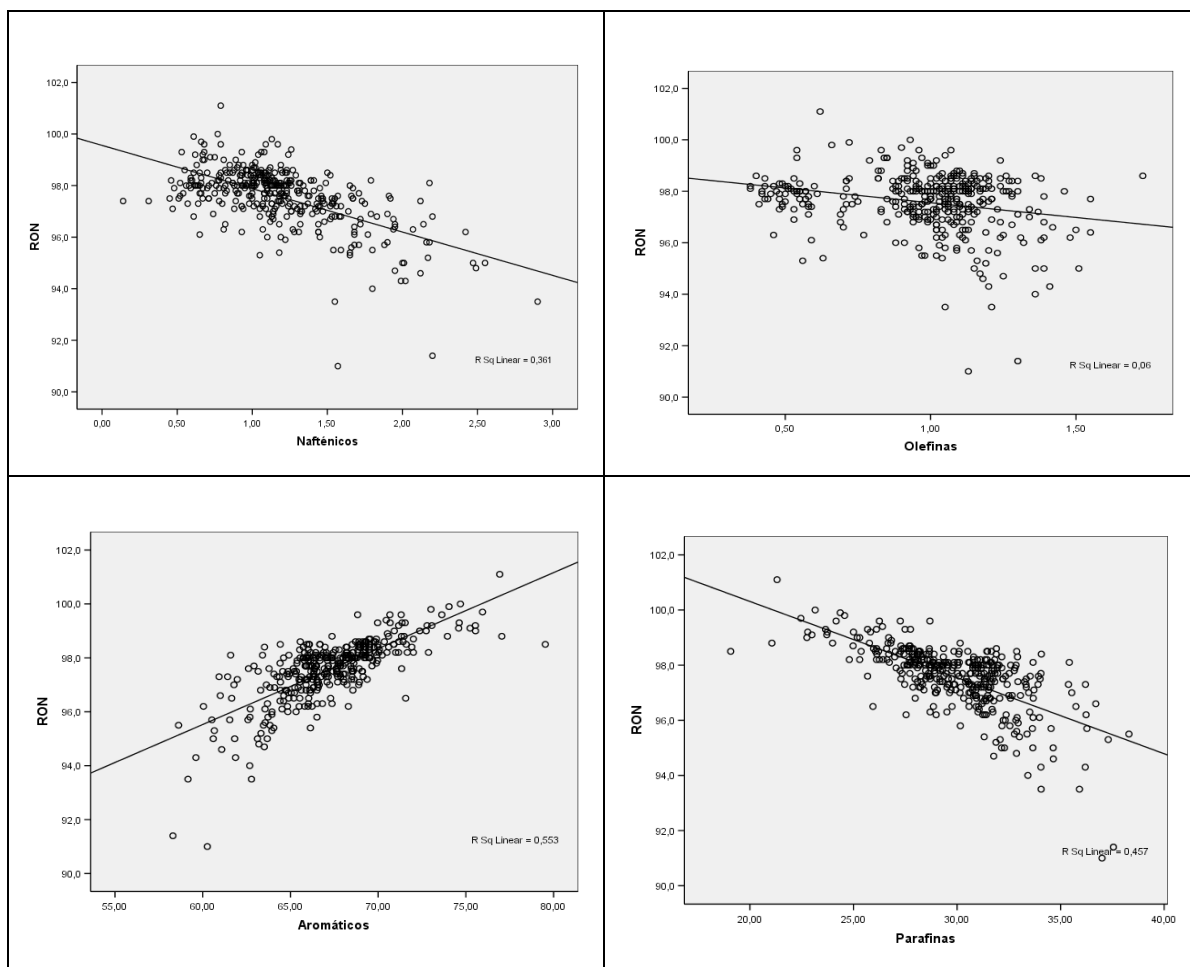 102,0
100,0
98,0
96,0
94,0
92,0
90,0
RON
R Sq Linear = 0,361
0,00 0,50 1,00 1,50 2,00 2,50 3,00
Nafténicos
102,0
100,0
98,0
96,0
94,0
92,0
90,0
RON
R Sq Linear = 0,06
0,50 1,00 1,50
Olefinas
102,0
100,0
98,0
96,0
94,0
92,0
90,0
RON
R Sq Linear = 0,553
55,00 60,00 65,00 70,00 75,00 80,00
Aromáticos
102,0
100,0
98,0
96,0
94,0
92,0
90,0
RON
R Sq Linear = 0,457
20,00 25,00 30,00 35,00 40,00
Parafinas